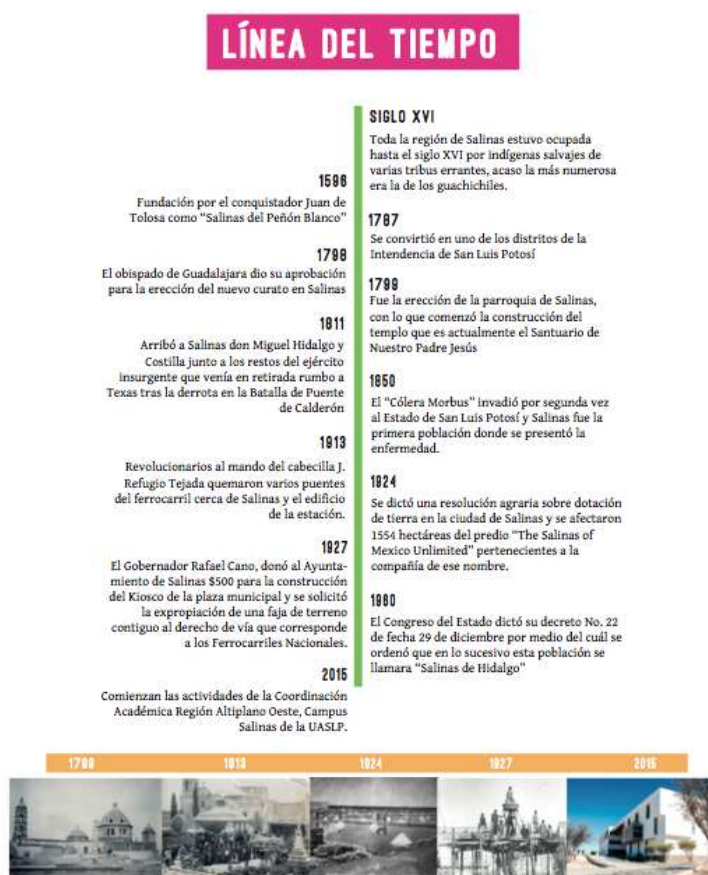 LÍNEA DEL TIEMPO
SIGLO XVI
Toda la región de Salinas estuvo ocupada
hasta el siglo XVI por indígenas salvajes de
varias tribus errantes, acaso la más numerosa
era la de los guachichiles.
1596
Fundación por el conquistador Juan de
Tolosa como “Salinas del Peñón Blanco”
1787
Se convirtió en uno de los distritos de la
Intendencia de San Luis Potosí
1798
El obispado de Guadalajara dio su aprobación
para la erección del nuevo curato en Salinas
1799
Fue la erección de la parroquia de Salinas,
con lo que comenzó la construcción del
templo que es actualmente el Santuario de
Nuestro Padre Jesús
1811
Arribó a Salinas don Miguel Hidalgo y
Costilla junto a los restos del ejército
insurgente que venía en retirada rumbo a
Texas tras la derrota en la Batalla de Puente
de Calderón
1850
El “Cólera Morbus” invadió por segunda vez
al Estado de San Luis Potosí y Salinas fue la
primera población donde se presentó la
enfermedad.
1913
Revolucionarios al mando del cabecilla J.
Refugio Tejada quemaron varios puentes
del ferrocarril cerca de Salinas y el edificio
de la estación.
1924
Se dictó una resolución agraria sobre dotación
de tierra en la ciudad de Salinas y se afectaron
1554 hectáreas del predio “The Salinas of
Mexico Unlimited” pertenecientes a la
compañía de ese nombre.
1927
El Gobernador Rafael Cano, donó al Ayunta-
miento de Salinas $500 para la construcción
del Kiosco de la plaza municipal y se solicitó
la expropiación de una faja de terreno
contiguo al derecho de vía que corresponde
a los Ferrocarriles Nacionales.
1980
El Congreso del Estado dictó su decreto No. 22
de fecha 29 de diciembre por medio del cuál se
ordenó que en lo sucesivo esta población se
llamara “Salinas de Hidalgo”
2015
Comienzan las actividades de la Coordinación
Académica Región Altiplano Oeste, Campus
Salinas de la UASLP.
1798 1913 1924 1927 2015